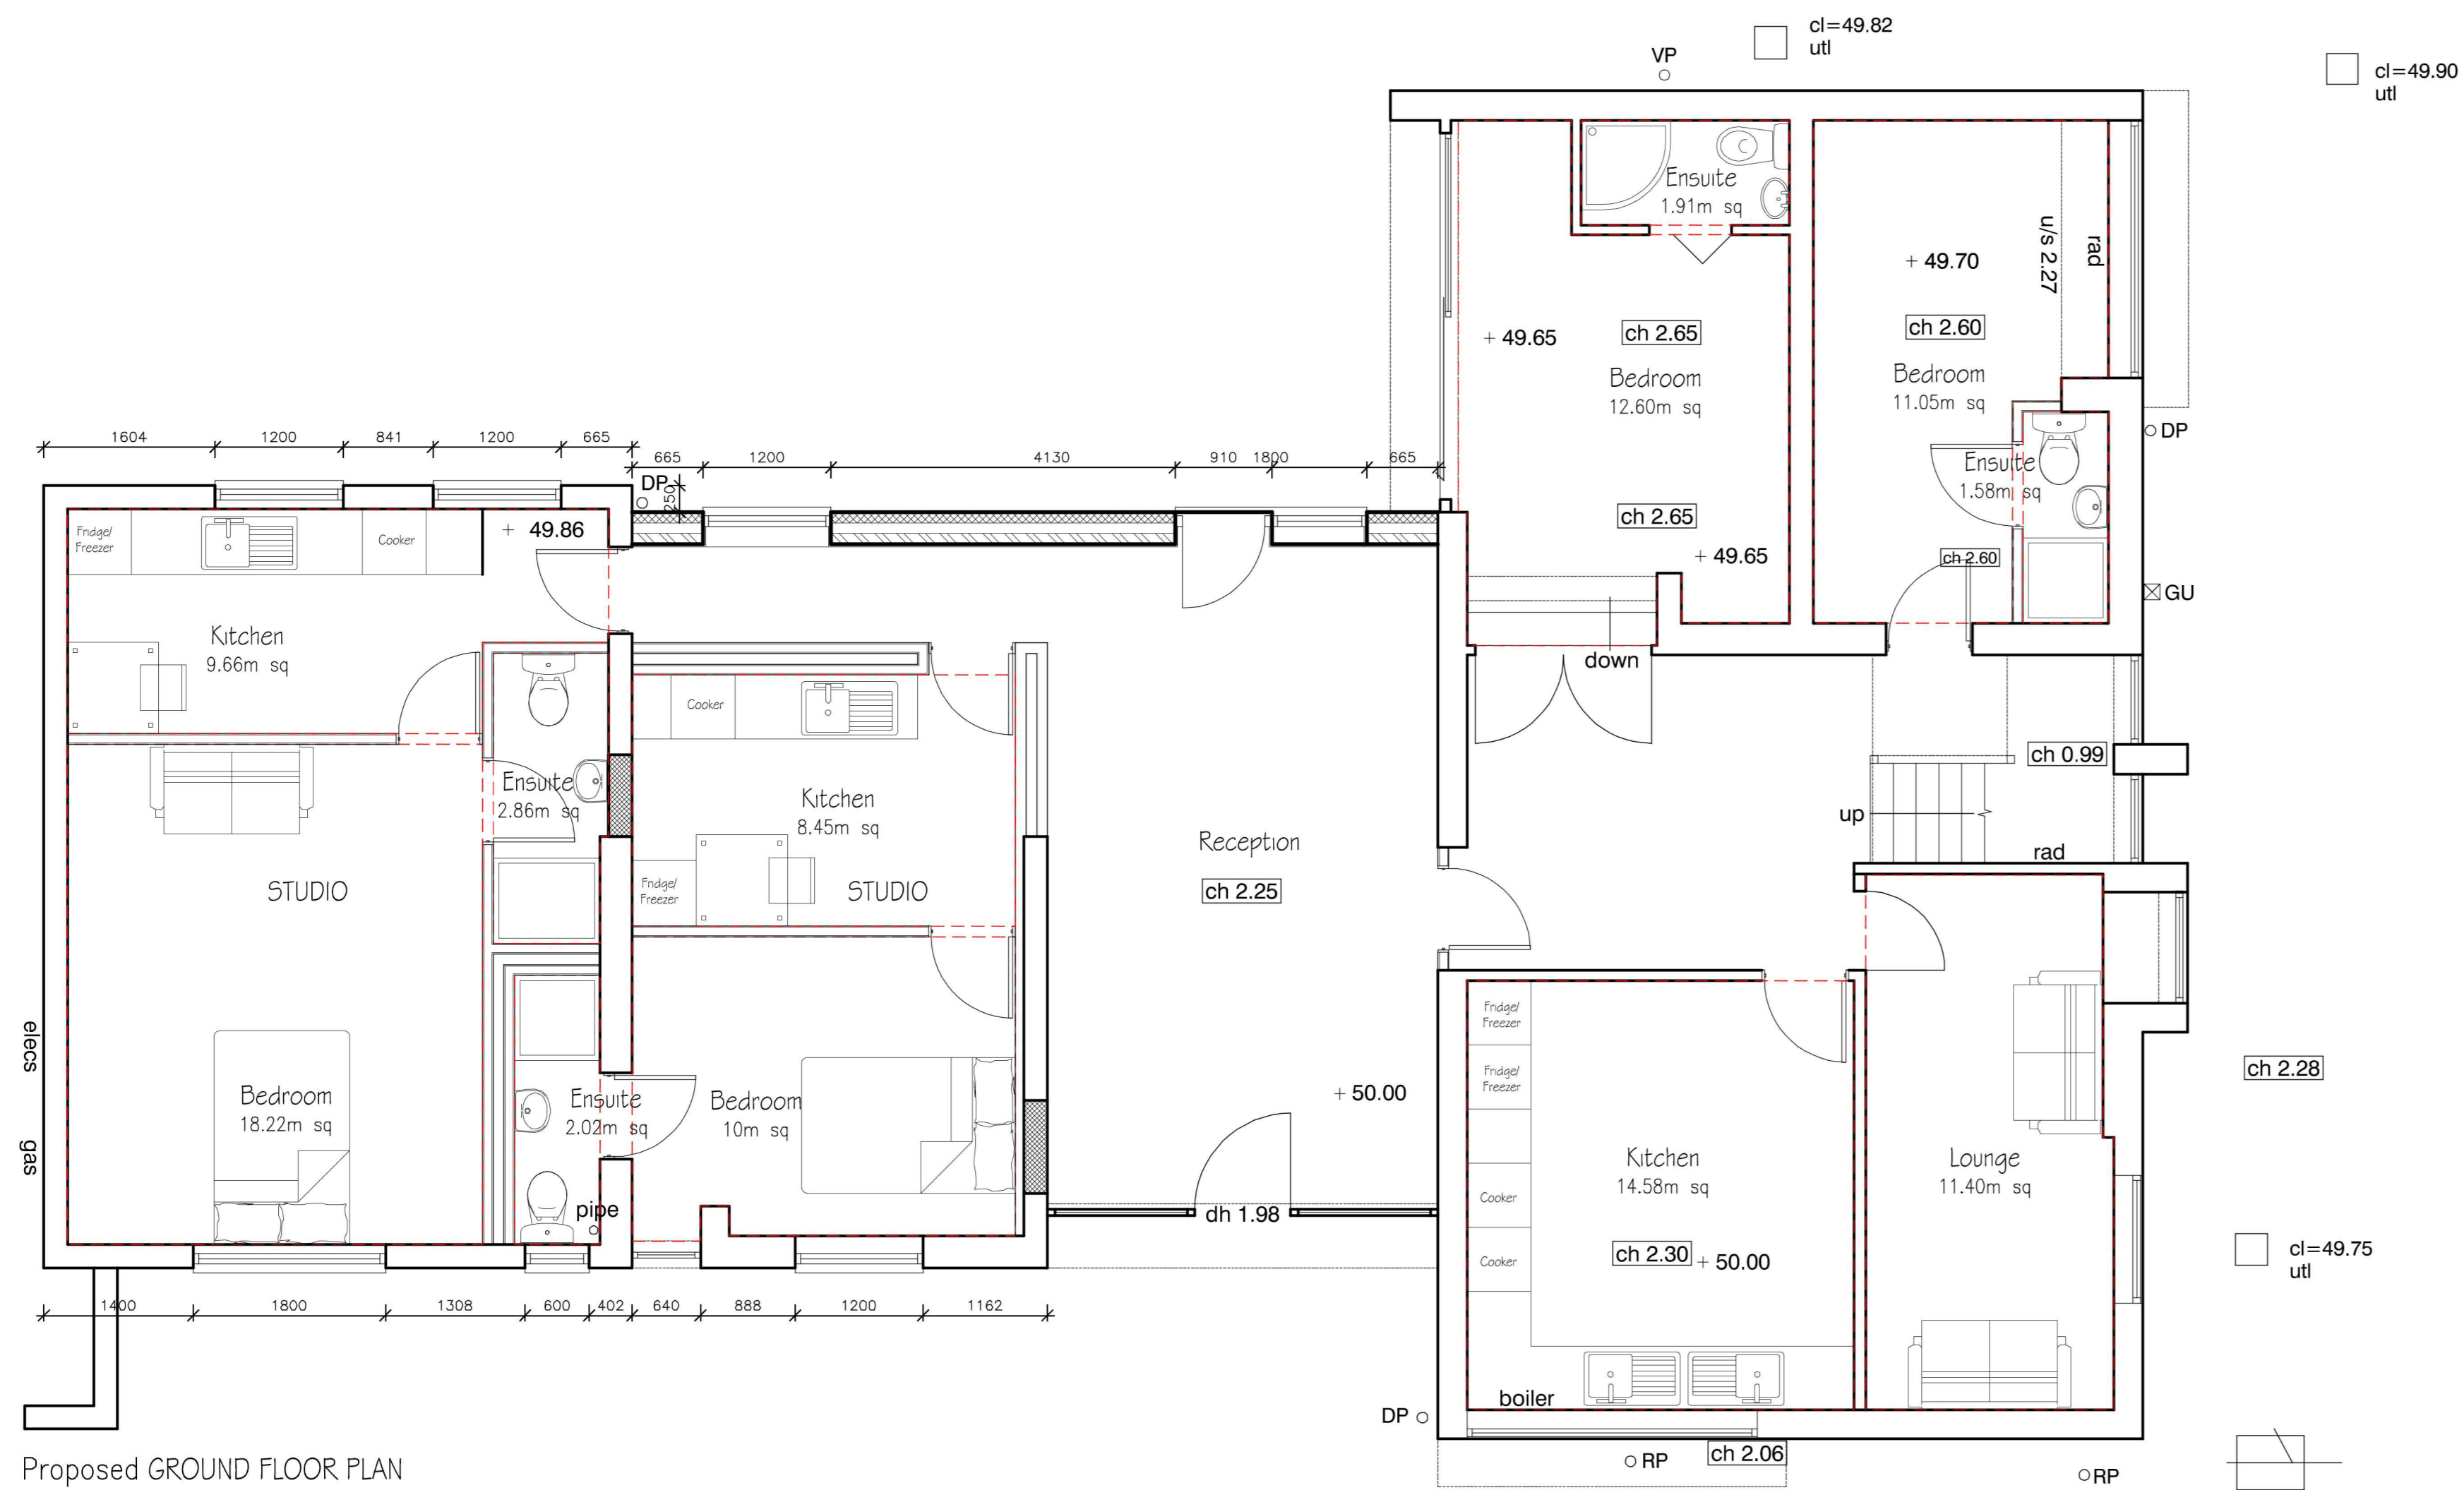 cl=49.82
utl
VP
cl=49.90
utl
Ensuite
1.91m sq
+ 49.70
u/s 2.27
rad
ch 2.60
+ 49.65
ch 2.65
Bedroom
12.60m sq
Bedroom
11.05m sq
DP
1604
1200
841
1200
665
665
1200
4130
910
1800
665
DP
250
Ensuite
1.58m sq
ch 2.65
+ 49.65
ch 2.60
GU
Fridge/
Freezer
Cooker
+ 49.86
Kitchen
9.66m sq
down
Cooker
ch 0.99
Ensuite
2.86m sq
Kitchen
8.45m sq
up
Reception
rad
STUDIO
Fridge/
Freezer
STUDIO
ch 2.25
Fridge/
Freezer
elecs
gas
Fridge/
Freezer
ch 2.28
Bedroom
18.22m sq
Ensuite
2.02m sq
Bedroom
10m sq
+ 50.00
Kitchen
14.58m sq
Lounge
11.40m sq
Cooker
pipe
dh 1.98
Cooker
ch 2.30
+ 50.00
cl=49.75
utl
1400
1800
1308
600
402
640
888
1200
1162
boiler
DP
RP
ch 2.06
RP
Proposed GROUND FLOOR PLAN